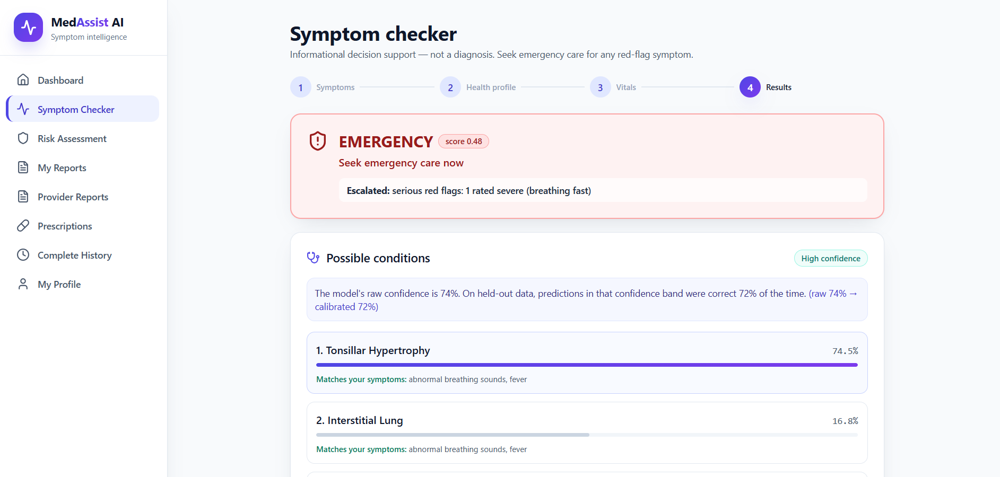 MedAssist AI
Symptom intelligence
Dashboard
Symptom Checker
Risk Assessment
My Reports
Provider Reports
Prescriptions
Complete History
My Profile
Symptom checker
Informational decision support — not a diagnosis. Seek emergency care for any red-flag symptom.
1 Symptoms 2 Health profile 3 Vitals 4 Results
EMERGENCY score 0.48
Seek emergency care now
Escalated: serious red flags: 1 rated severe (breathing fast)
Possible conditions High confidence
The model's raw confidence is 74%. On held-out data, predictions in that confidence band were correct 72% of the time. (raw 74% →
calibrated 72%)
1. Tonsillar Hypertrophy 74.5%
Matches your symptoms: abnormal breathing sounds, fever
2. Interstitial Lung 16.8%
Matches your symptoms: abnormal breathing sounds, fever